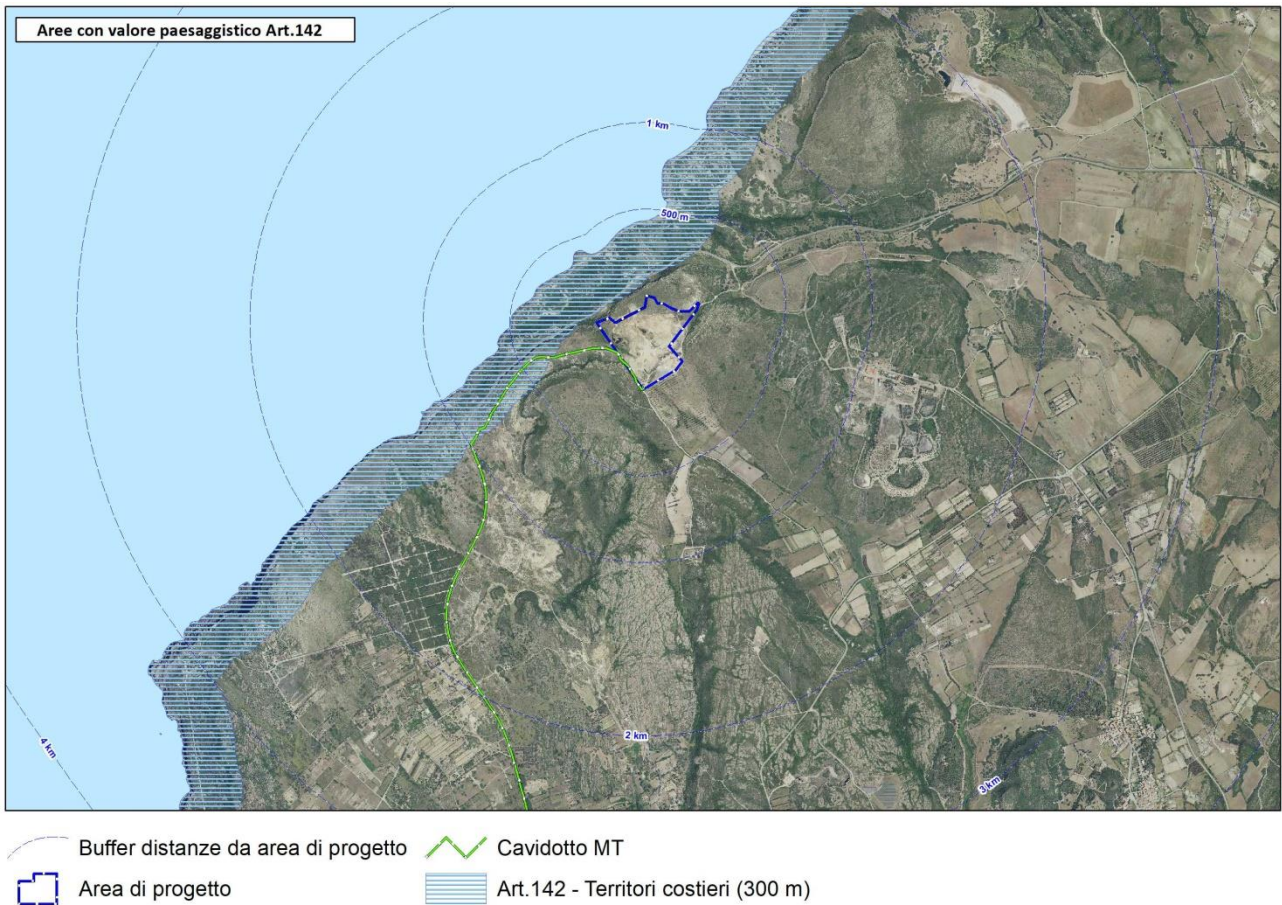 Aree con valore paesaggistico Art.142
1 km
500 m
2 km
3 km
4 km
Buffer distanze da area di progetto
Cavidotto MT
Area di progetto
Art.142 - Territori costieri (300 m)